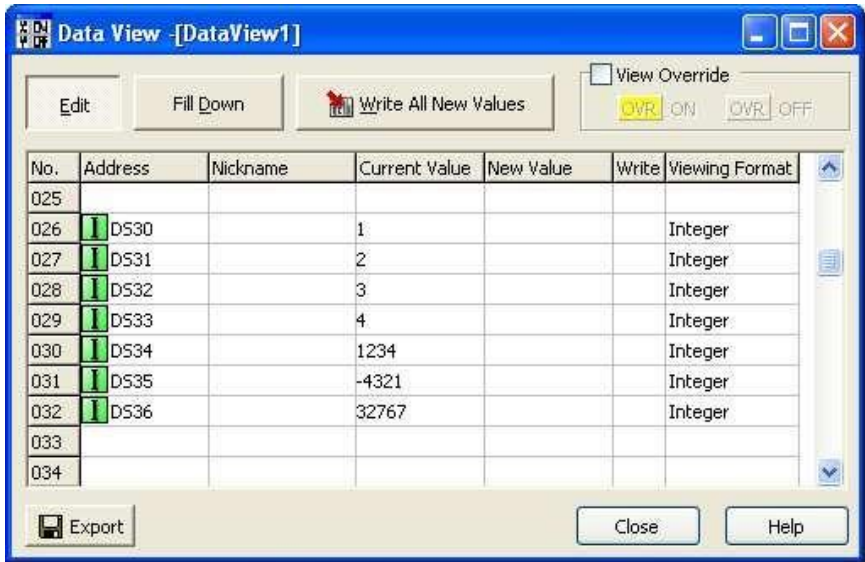 Data View -[DataView1]
Edit
Fill Down
Write All New Values
View Override
OVR ON OVR OFF
No. Address Nickname Current Value New Value Write Viewing Format
025
026 I DS30 1 Integer
027 I DS31 2 Integer
028 I DS32 3 Integer
029 I DS33 4 Integer
030 I DS34 1234 Integer
031 I DS35 -4321 Integer
032 I DS36 32767 Integer
033
034
Export
Close
Help